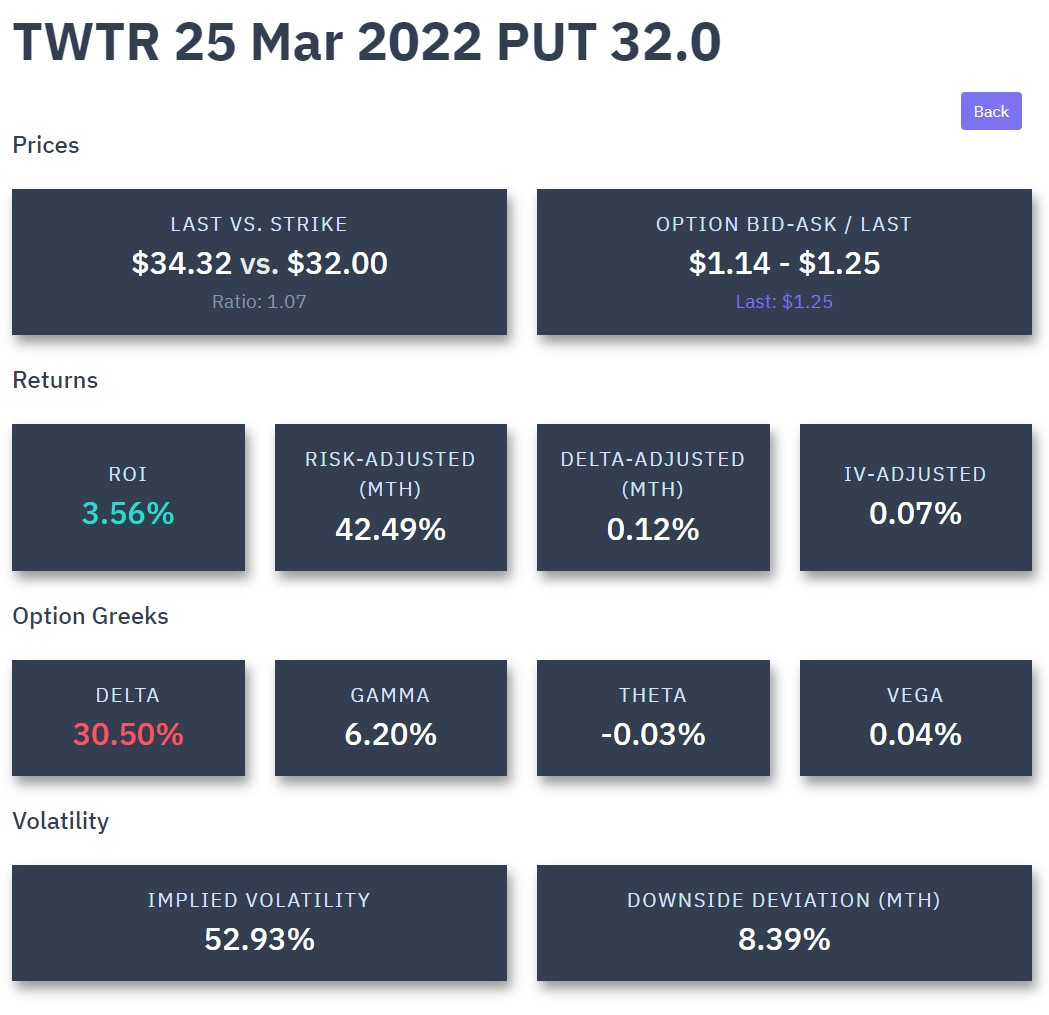 TWTR 25 Mar 2022 PUT 32.0
Back
Prices
LAST VS. STRIKE
$34.32 vs. $32.00
Ratio: 1.07
OPTION BID-ASK / LAST
$1.14 - $1.25
Last: $1.25
Returns
ROI
3.56%
RISK-ADJUSTED
(MTH)
42.49%
DELTA-ADJUSTED
(MTH)
0.12%
IV-ADJUSTED
0.07%
Option Greeks
DELTA
30.50%
GAMMA
6.20%
THETA
-0.03%
VEGA
0.04%
Volatility
IMPLIED VOLATILITY
52.93%
DOWNSIDE DEVIATION (MTH)
8.39%